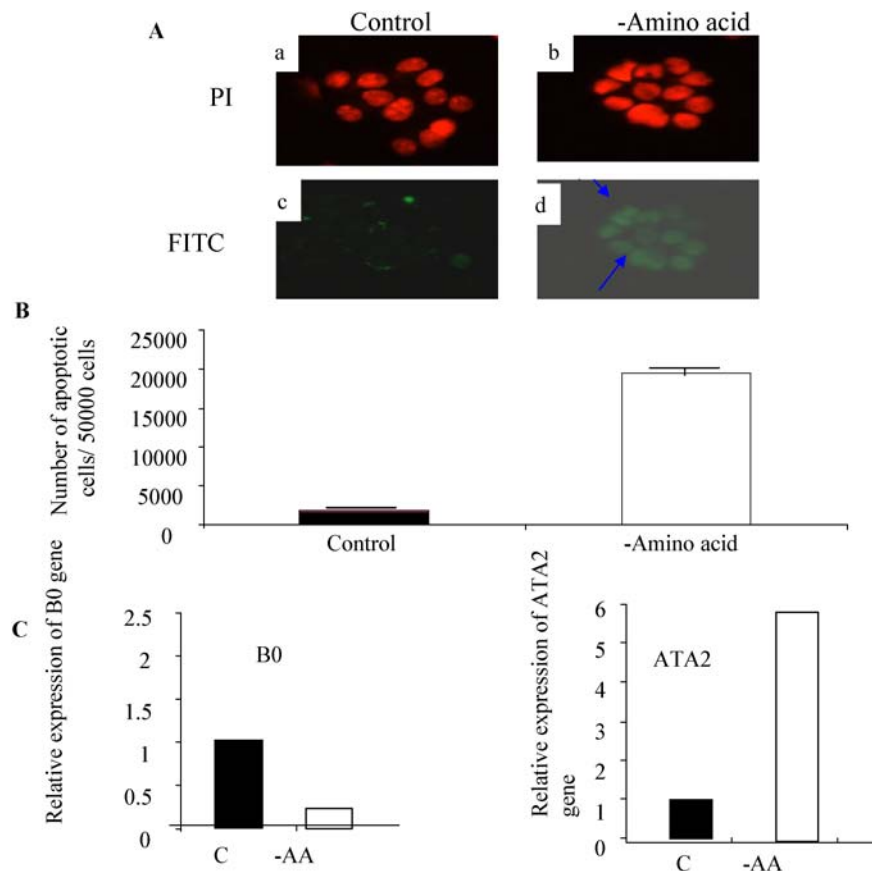 Control -Amino acid
A
a b
PI
c d
FITC
B
Number of apoptotic
cells/ 50000 cells
25000
20000
15000
10000
5000
0
Control -Amino acid
C
Relative expression of B0 gene
2.5
2
1.5
1
0.5
0
B0
C -AA
Relative expression of ATA2
gene
6
5
4
3
2
1
0
ATA2
C -AA